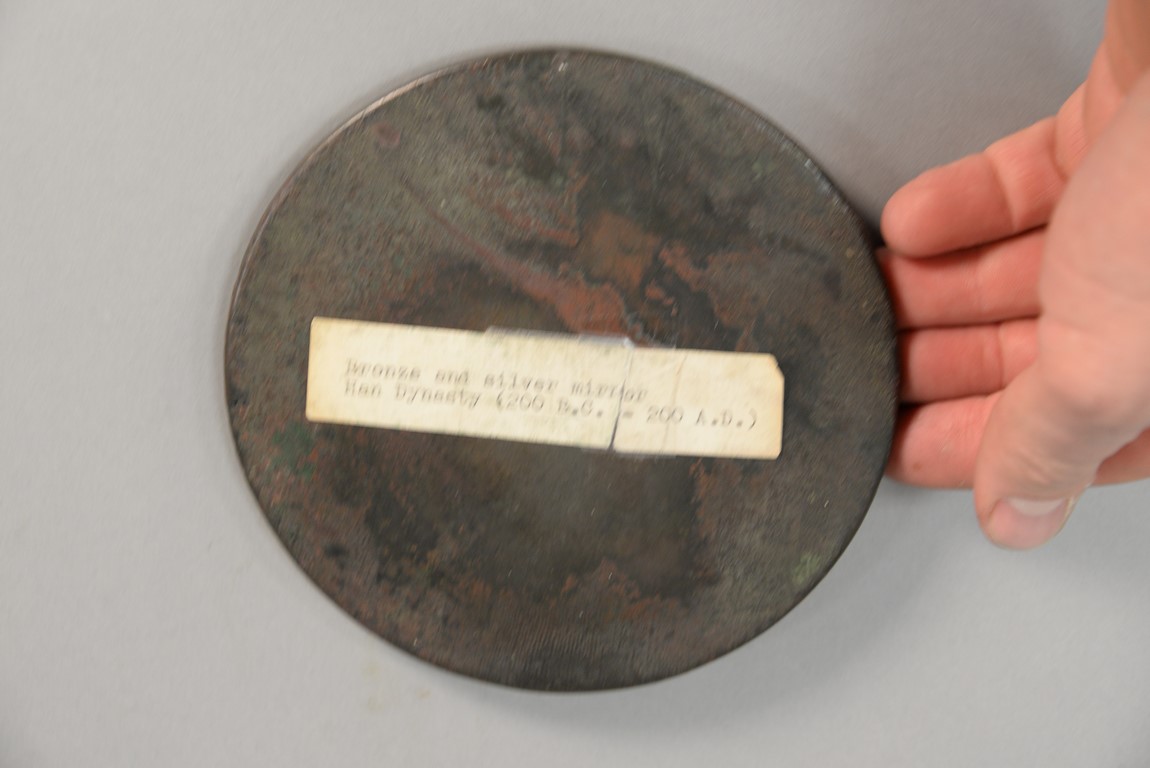 Bronze and silver mirror
Han Dynasty (200 B.C. - 200 A.D.)